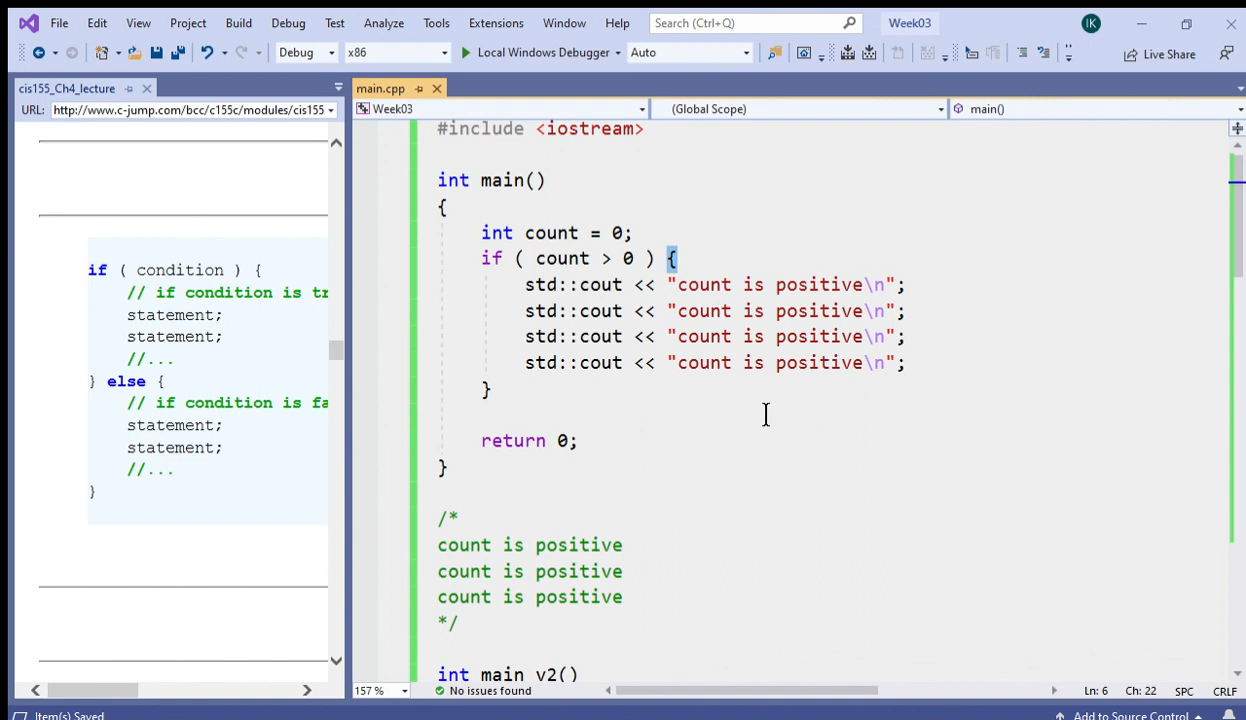 File Edit View Project Build Debug Test Analyze Tools Extensions Window Help Search (Ctrl+Q) Week03 IK
Debug x86 Local Windows Debugger Auto Live Share
cis155_Ch4_lecture main.cpp
URL: http://www.c-jump.com/bcc/c155c/modules/cis155 Week03 (Global Scope) main()
if ( condition ) {
// if condition is tr
statement;
statement;
//...
} else {
// if condition is fa
statement;
statement;
//...
}
#include <iostream>
int main()
{
int count = 0;
if ( count > 0 ) {
std::cout << "count is positive\n";
std::cout << "count is positive\n";
std::cout << "count is positive\n";
std::cout << "count is positive\n";
}
return 0;
}
/*
count is positive
count is positive
count is positive
*/
int main_v2()
157 % No issues found Ln: 6 Ch: 22 SPC CRLF
Item(s) Saved Add to Source Control